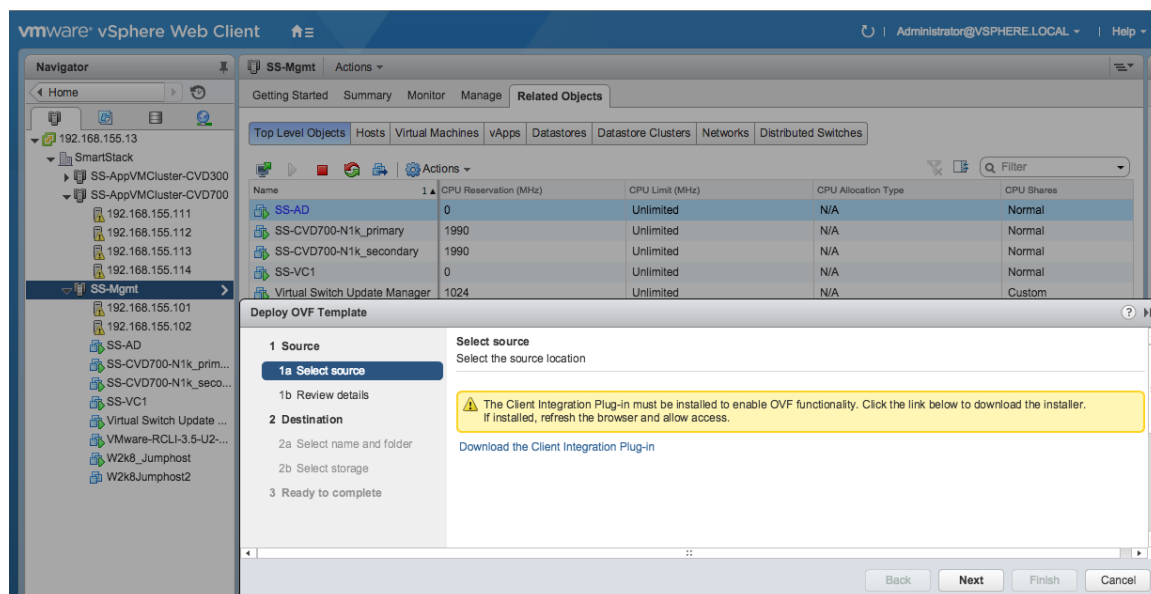 vmware® vSphere Web Client
Administrator@VSPHERE.LOCAL
Help
Navigator
Home
192.168.155.13
SmartStack
SS-AppVMCluster-CVD300
SS-AppVMCluster-CVD700
192.168.155.111
192.168.155.112
192.168.155.113
192.168.155.114
SS-Mgmt
192.168.155.101
192.168.155.102
SS-AD
SS-CVD700-N1k_prim...
SS-CVD700-N1k_seco...
SS-VC1
Virtual Switch Update ...
VMware-RCLI-3.5-U2-...
W2k8_Jumphost
W2k8Jumphost2
SS-Mgmt Actions
Getting Started Summary Monitor Manage Related Objects
Top Level Objects Hosts Virtual Machines vApps Datastores Datastore Clusters Networks Distributed Switches
Actions
Filter
Name 1 CPU Reservation (MHz) CPU Limit (MHz) CPU Allocation Type CPU Shares
SS-AD 0 Unlimited N/A Normal
SS-CVD700-N1k_primary 1990 Unlimited N/A Normal
SS-CVD700-N1k_secondary 1990 Unlimited N/A Normal
SS-VC1 0 Unlimited N/A Normal
Virtual Switch Update Manager 1024 Unlimited N/A Custom
Deploy OVF Template
1 Source
1a Select source
1b Review details
2 Destination
2a Select name and folder
2b Select storage
3 Ready to complete
Select source
Select the source location
The Client Integration Plug-in must be installed to enable OVF functionality. Click the link below to download the installer.
If installed, refresh the browser and allow access.
Download the Client Integration Plug-in
Back Next Finish Cancel